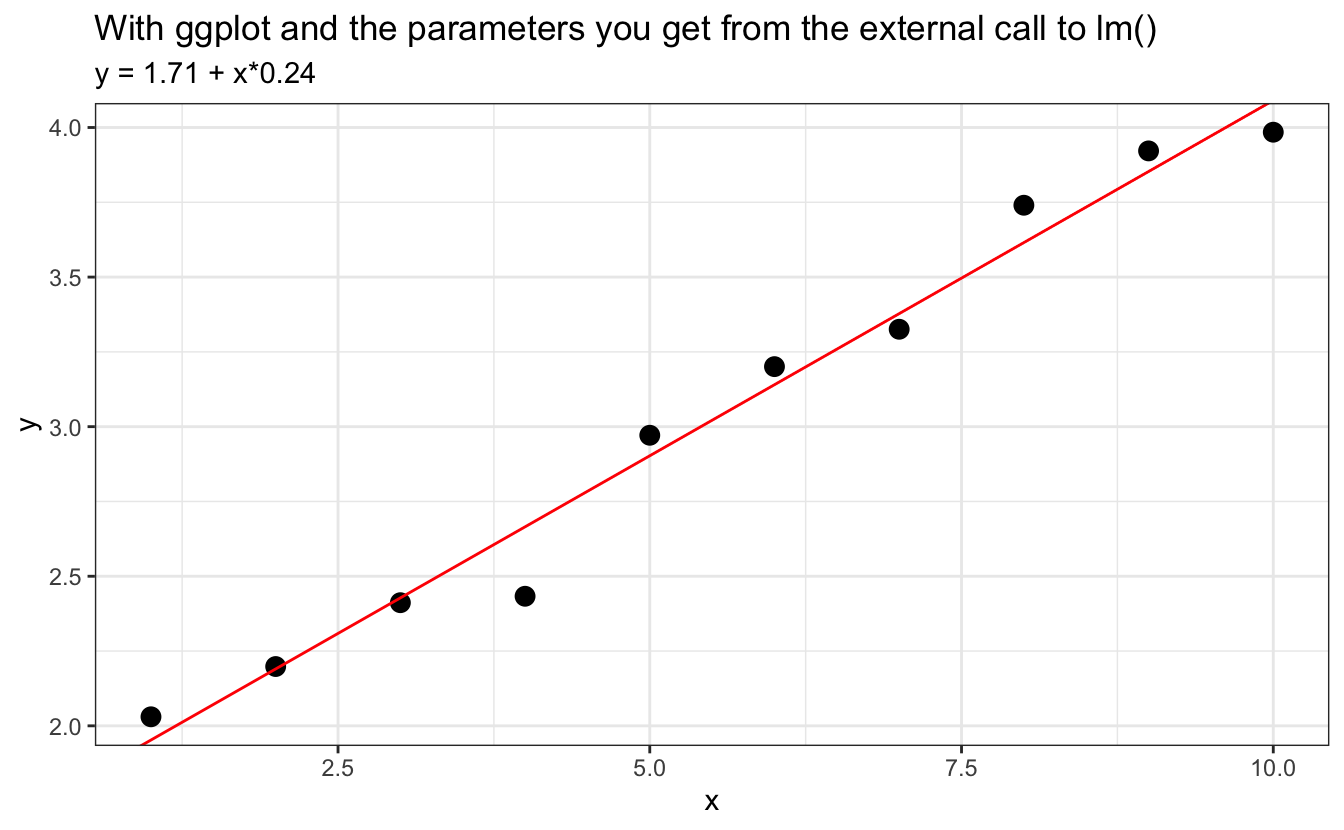 With ggplot and the parameters you get from the external call to lm()
y = 1.71 + x*0.24
4.0
3.5
3.0
2.5
2.0
y
2.5 5.0 7.5 10.0
x